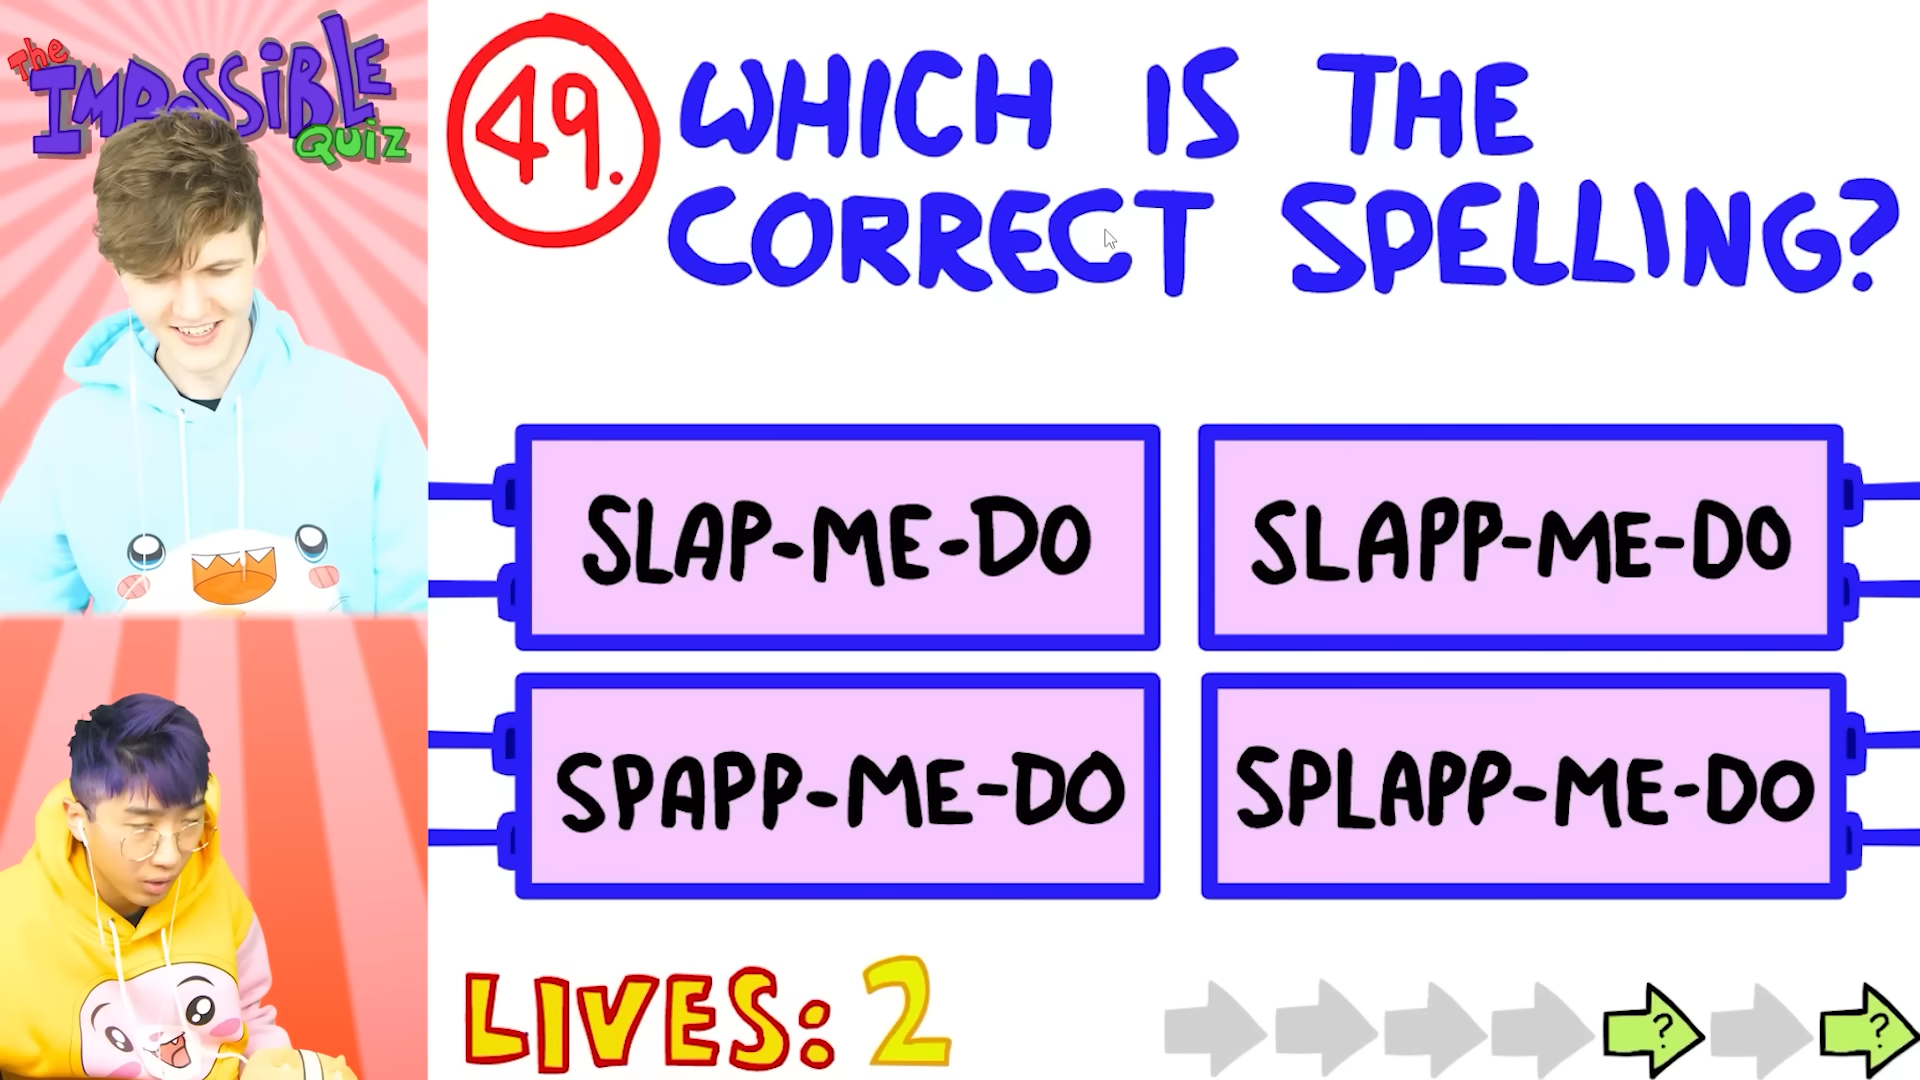 The
IMPOSSIBLE
QUIZ
49. WHICH IS THE
CORRECT SPELLING?
SLAP-ME-DO
SLAPP-ME-DO
SPAPP-ME-DO
SPLAPP-ME-DO
LIVES: 2
? ?